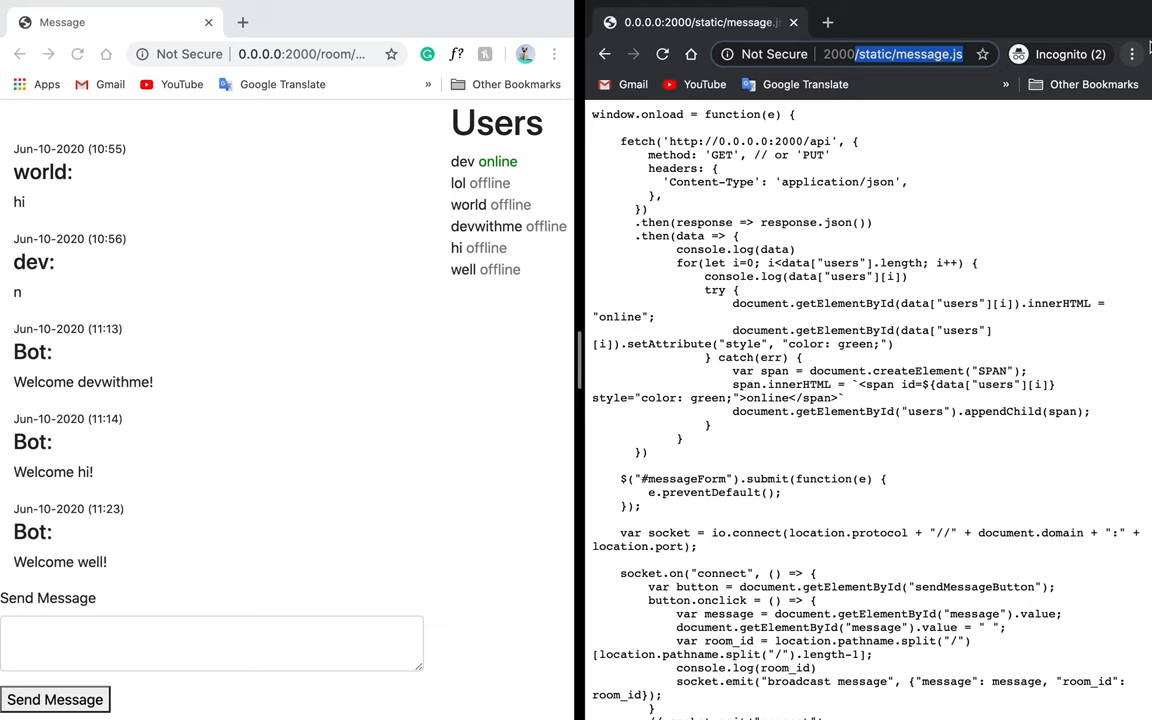 Message
Not Secure
0.0.0.0:2000/room/...
f?
Apps
Gmail
YouTube
Google Translate
»
Other Bookmarks
Jun-10-2020 (10:55)
world:
hi
Jun-10-2020 (10:56)
dev:
n
Jun-10-2020 (11:13)
Bot:
Welcome devwithme!
Jun-10-2020 (11:14)
Bot:
Welcome hi!
Jun-10-2020 (11:23)
Bot:
Welcome well!
Send Message
Send Message
Users
dev online
lol offline
world offline
devwithme offline
hi offline
well offline
0.0.0.0:2000/static/message.j
Not Secure
2000/static/message.js
Incognito (2)
Gmail
YouTube
Google Translate
»
Other Bookmarks
window.onload = function(e) {
fetch('http://0.0.0.0:2000/api', {
method: 'GET', // or 'PUT'
headers: {
'Content-Type': 'application/json',
},
})
.then(response => response.json())
.then(data => {
console.log(data)
for(let i=0; i<data["users"].length; i++) {
console.log(data["users"][i])
try {
document.getElementById(data["users"][i]).innerHTML =
"online";
document.getElementById(data["users"]
[i]).setAttribute("style", "color: green;")
} catch(err) {
var span = document.createElement("SPAN");
span.innerHTML = `<span id=${data["users"][i]}
style="color: green;">online</span>`
document.getElementById("users").appendChild(span);
}
}
})
$("#messageForm").submit(function(e) {
e.preventDefault();
});
var socket = io.connect(location.protocol + "//" + document.domain + ":" +
location.port);
socket.on("connect", () => {
var button = document.getElementById("sendMessageButton");
button.onclick = () => {
var message = document.getElementById("message").value;
document.getElementById("message").value = " ";
var room_id = location.pathname.split("/")
[location.pathname.split("/").length-1];
console.log(room_id)
socket.emit("broadcast message", {"message": message, "room_id":
room_id});
}